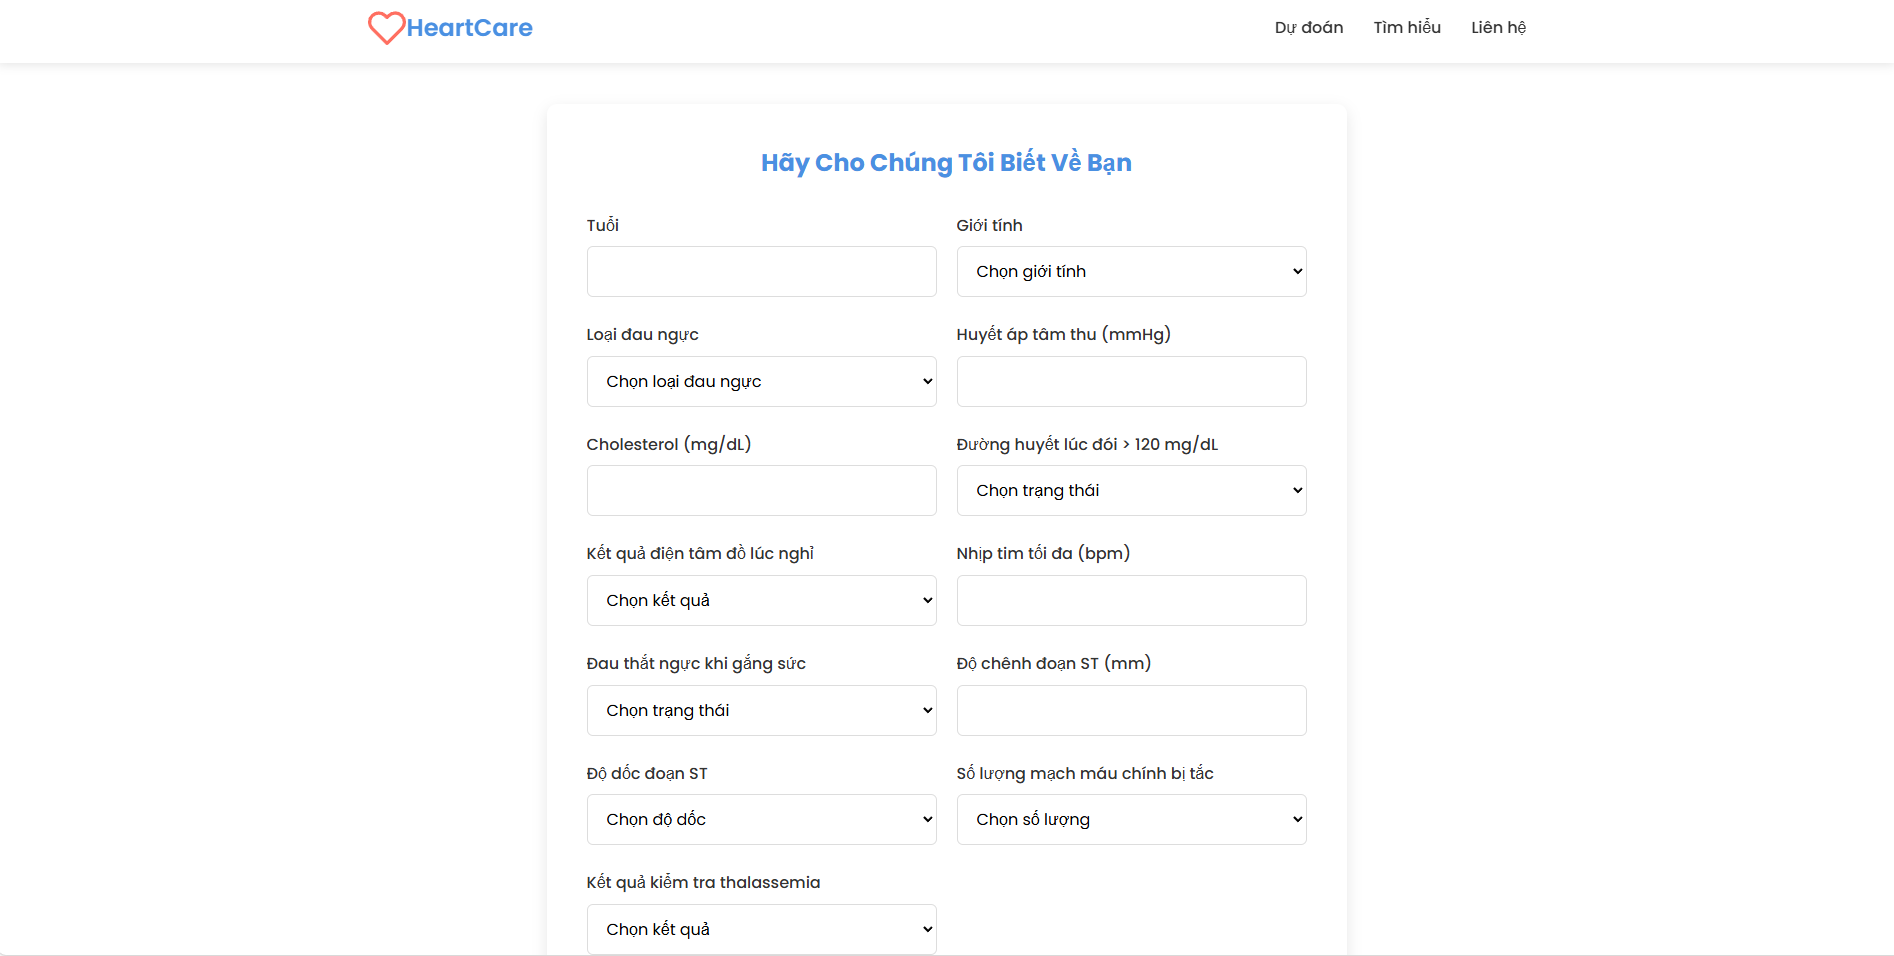 HeartCare
Dự đoán Tìm hiểu Liên hệ
Hãy Cho Chúng Tôi Biết Về Bạn
Tuổi
Giới tính
Chọn giới tính
Loại đau ngực
Chọn loại đau ngực
Huyết áp tâm thu (mmHg)
Cholesterol (mg/dL)
Đường huyết lúc đói > 120 mg/dL
Chọn trạng thái
Kết quả điện tâm đồ lúc nghỉ
Chọn kết quả
Nhịp tim tối đa (bpm)
Đau thắt ngực khi gắng sức
Chọn trạng thái
Độ chênh đoạn ST (mm)
Độ dốc đoạn ST
Chọn độ dốc
Số lượng mạch máu chính bị tắc
Chọn số lượng
Kết quả kiểm tra thalassemia
Chọn kết quả